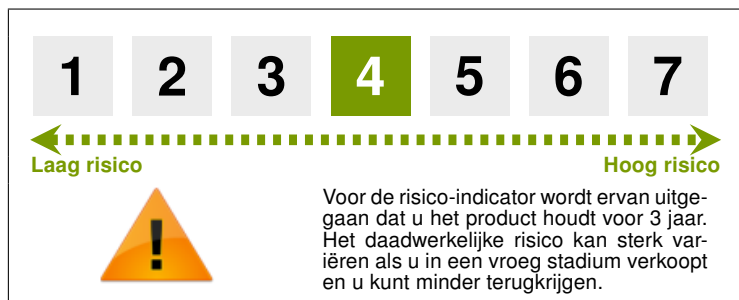 1 2 3 4 5 6 7
Laag risico Hoog risico
!
Voor de risico-indicator wordt ervan uitge-
gaan dat u het product houdt voor 3 jaar.
Het daadwerkelijke risico kan sterk var-
iëren als u in een vroeg stadium verkoopt
en u kunt minder terugkrijgen.